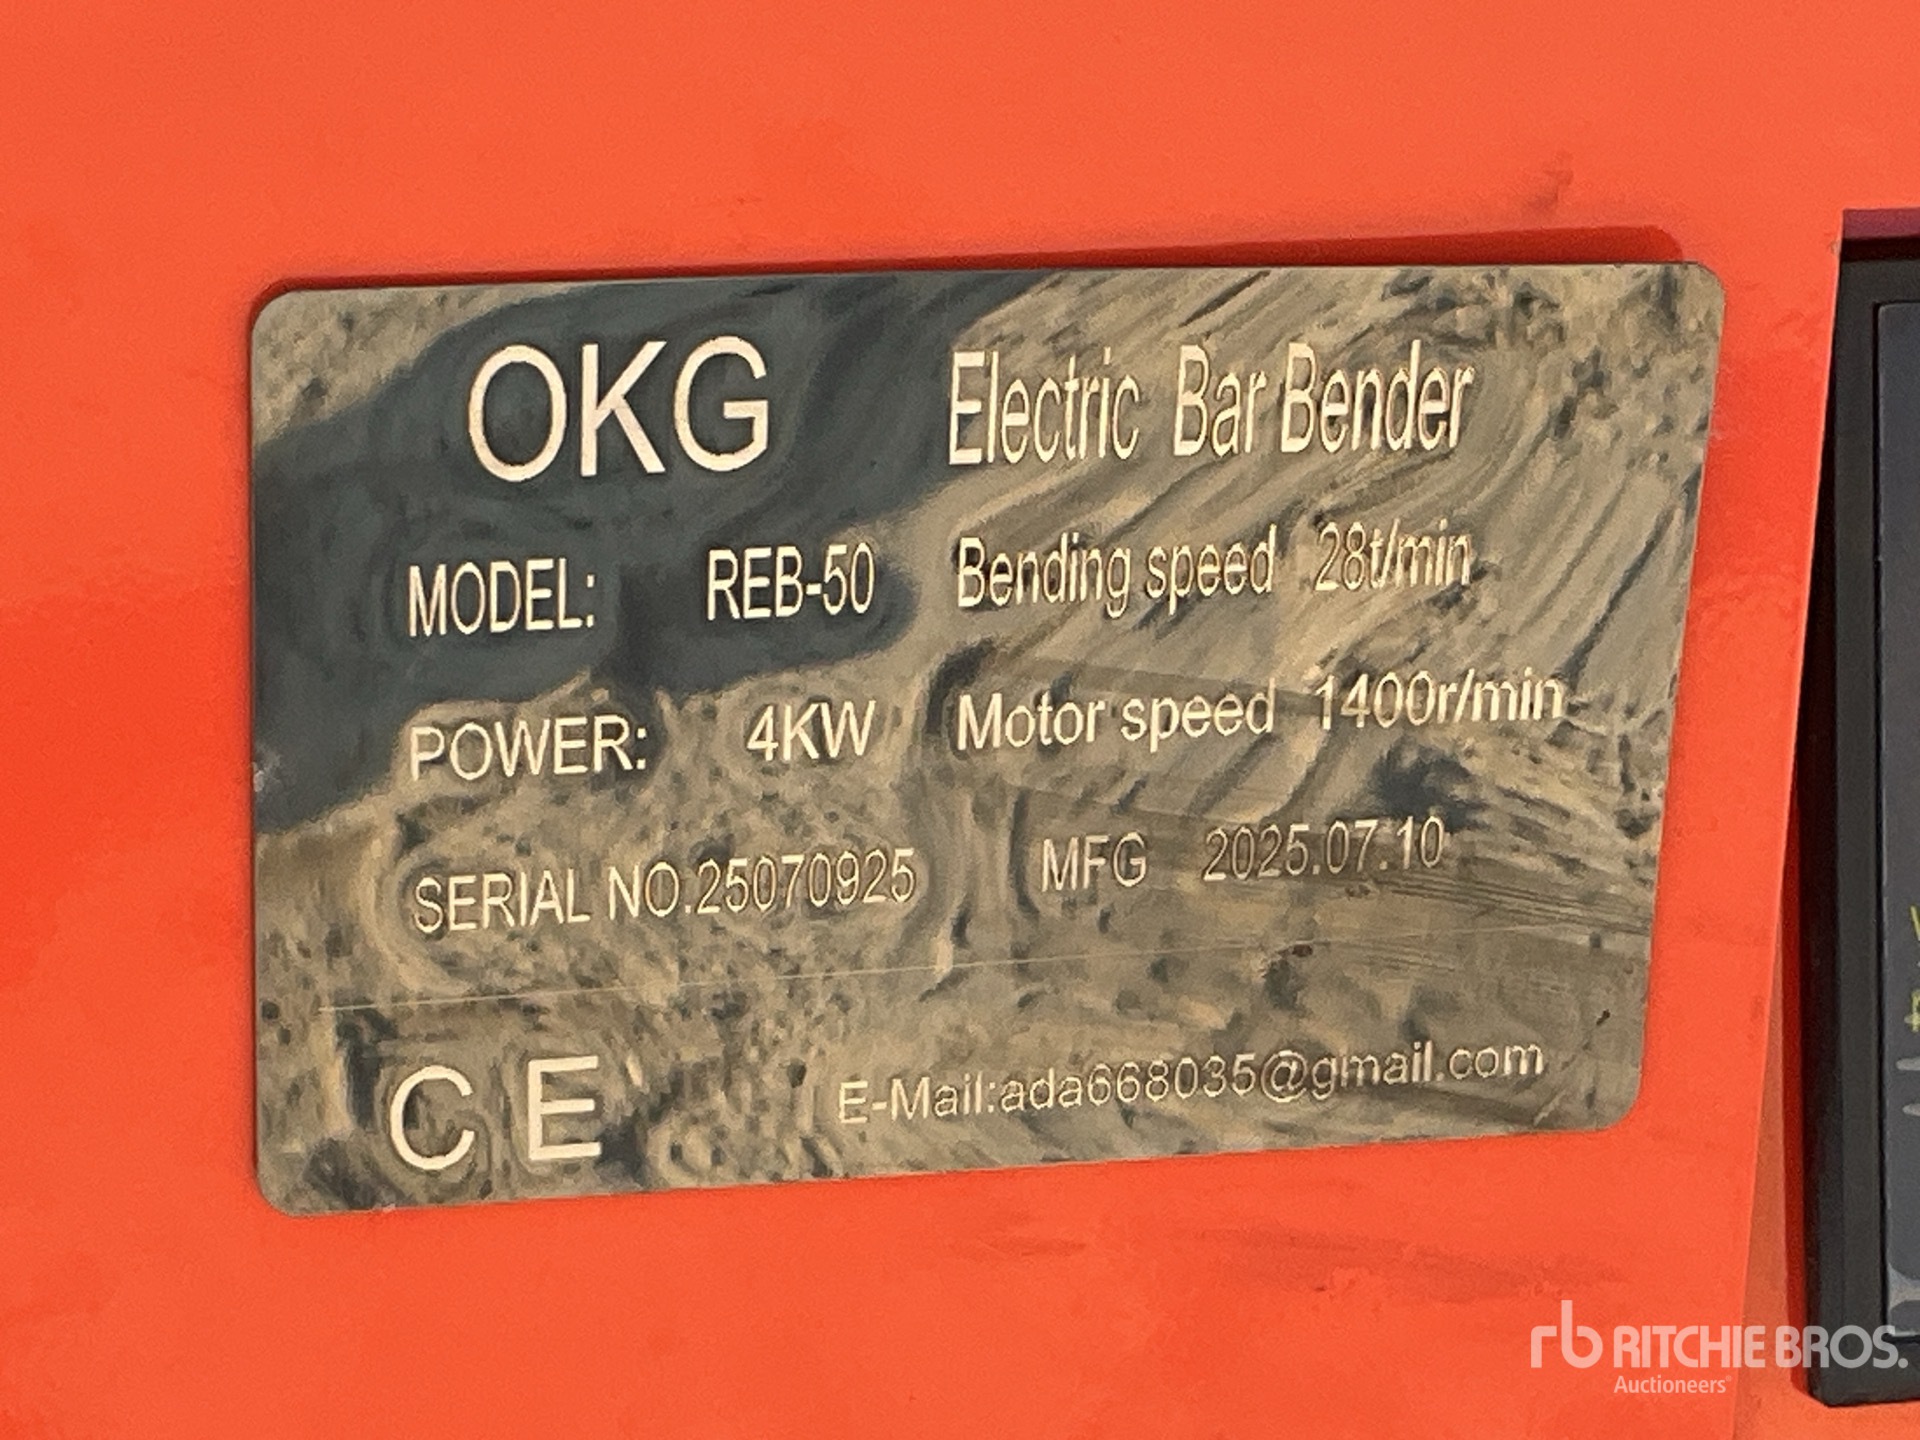 OKG Electric Bar Bender
MODEL: REB-50 Bending speed 28t/min
POWER: 4KW Motor speed 1400r/min
SERIAL NO.25070925 MFG 2025.07.10
CE E-Mail:ada668035@gmail.com
rb RITCHIE BROS.
Auctioneers